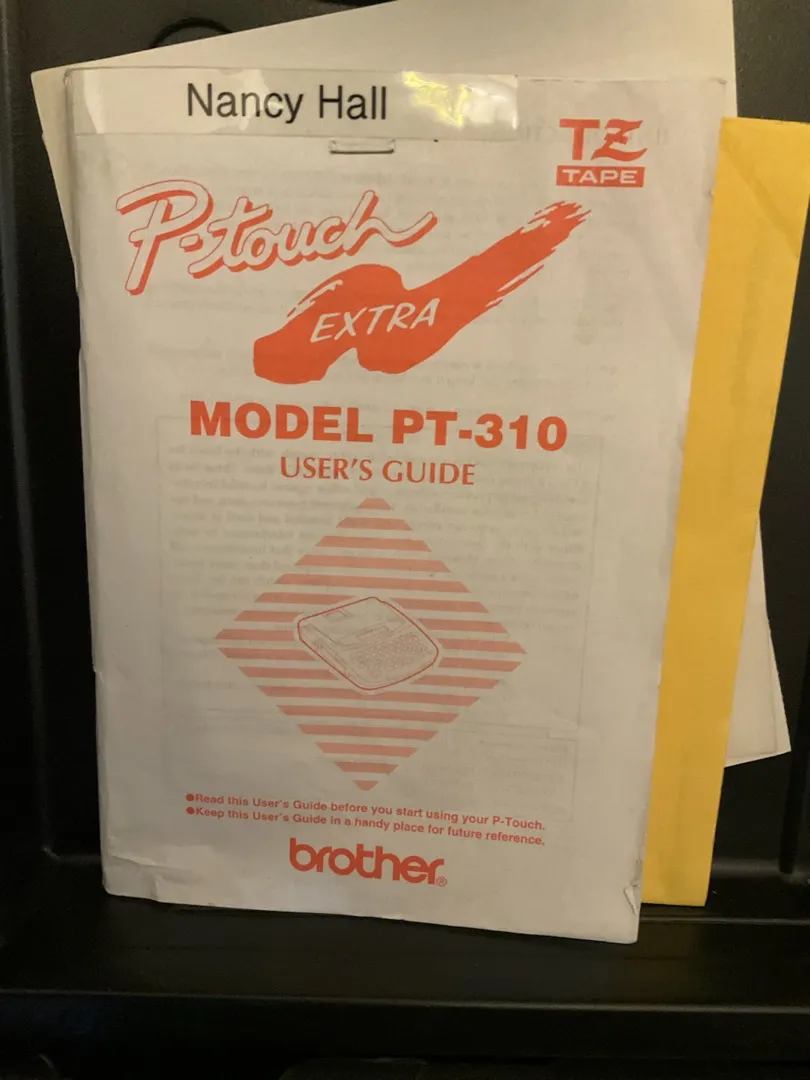 Nancy Hall
TZ
TAPE
P-touch
EXTRA
MODEL PT-310
USER'S GUIDE
●Read this User's Guide before you start using your P-Touch.
●Keep this User's Guide in a handy place for future reference.
brother®